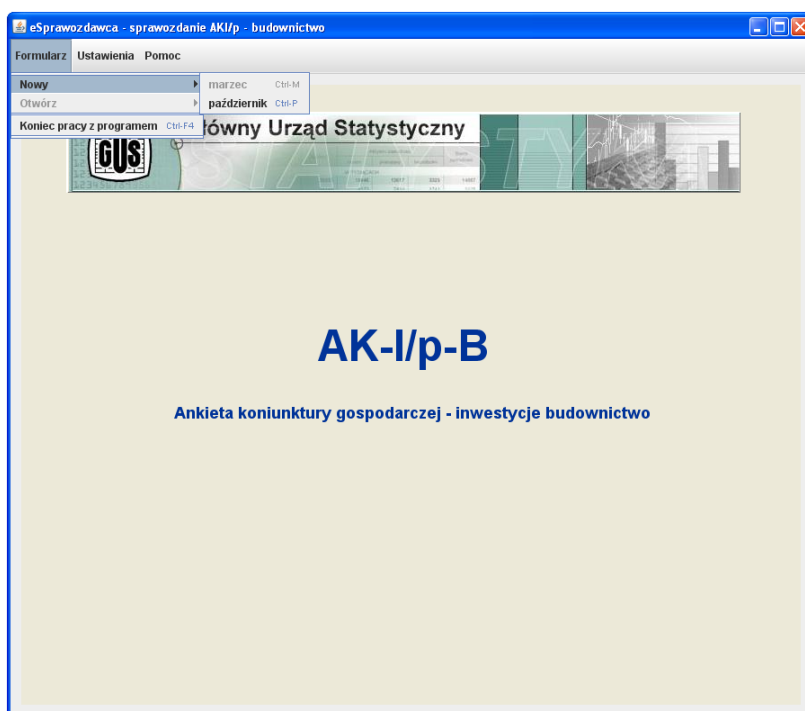 eSprawozdawca - sprawozdanie AKI/p - budownictwo
Formularz Ustawienia Pomoc
Nowy
marzec Ctrl-M
Otwórz
październik Ctrl-P
Koniec pracy z programem Ctrl-F4
ówny Urząd Statystyczny
GUS
AK-I/p-B
Ankieta koniunktury gospodarczej - inwestycje budownictwo